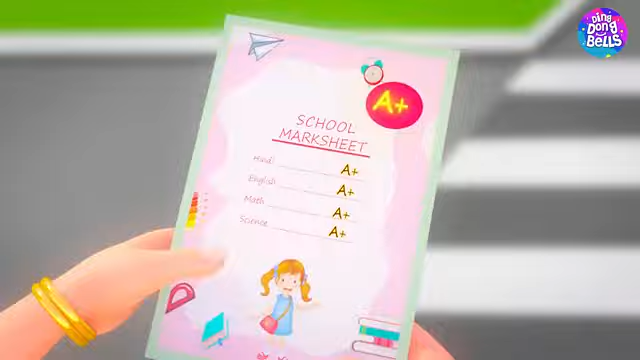 Ding
Dong
BELLS
A+
SCHOOL
MARKSHEET
Hindi A+
English A+
Math A+
Science A+